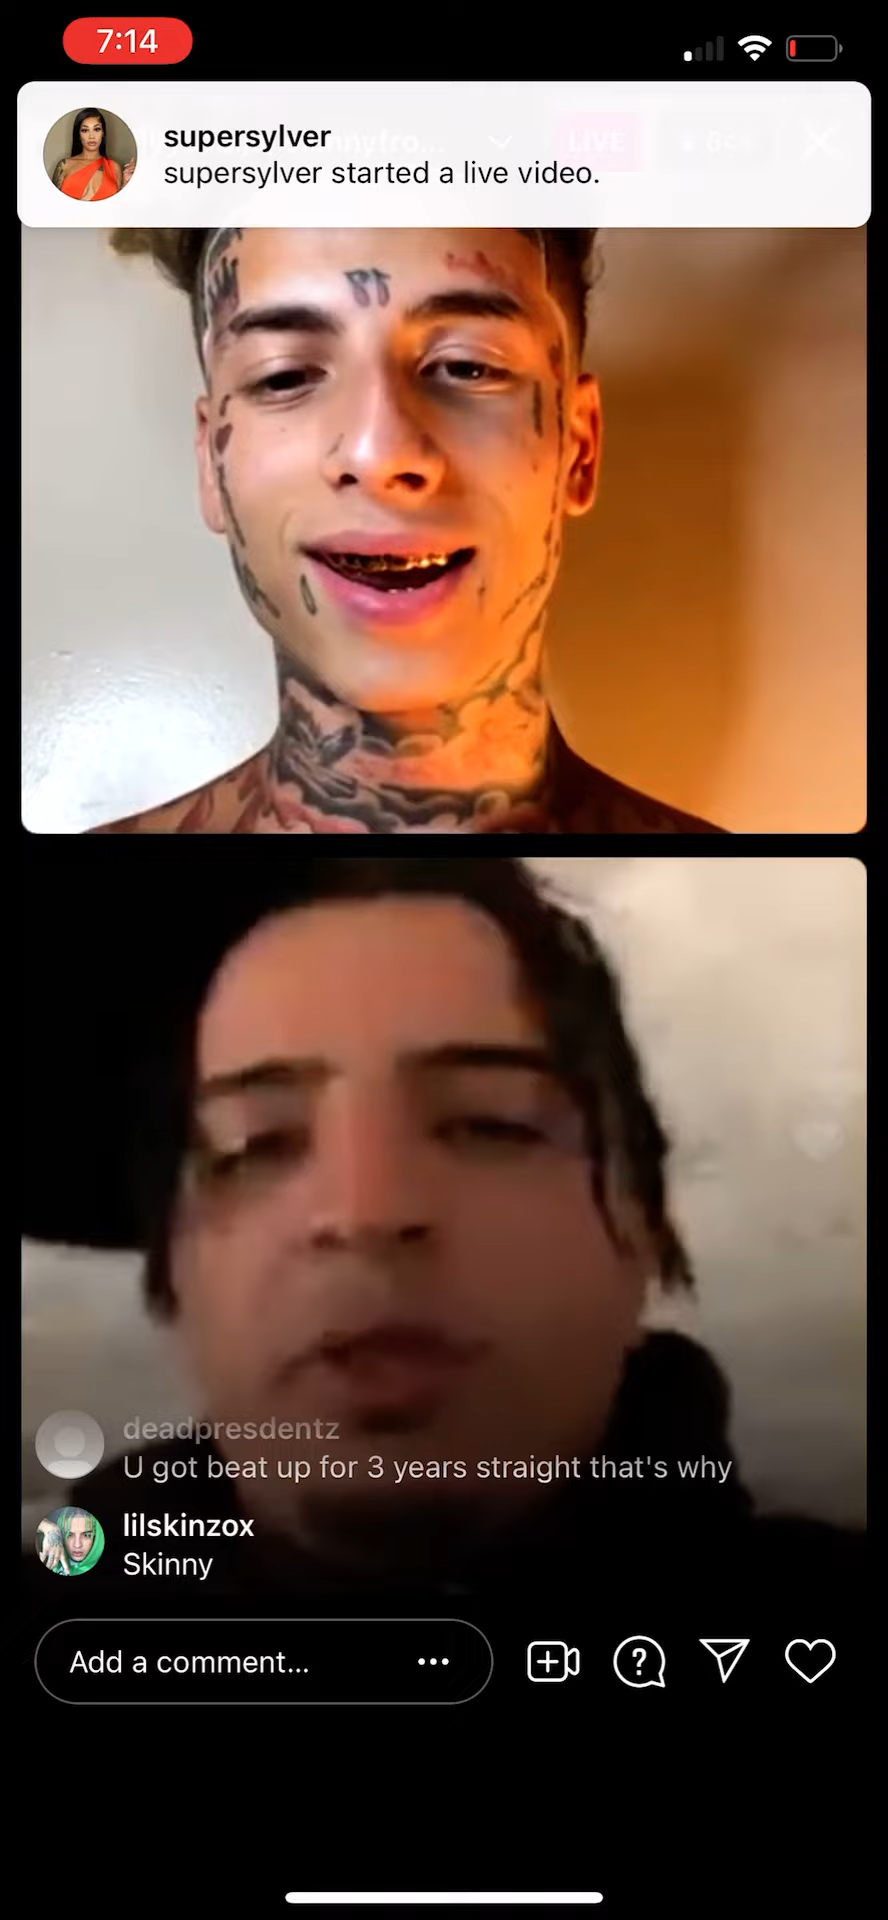 7:14
supersylver
supersylver started a live video.
LIVE
deadpresdentz
U got beat up for 3 years straight that's why
lilskinzox
Skinny
Add a comment...